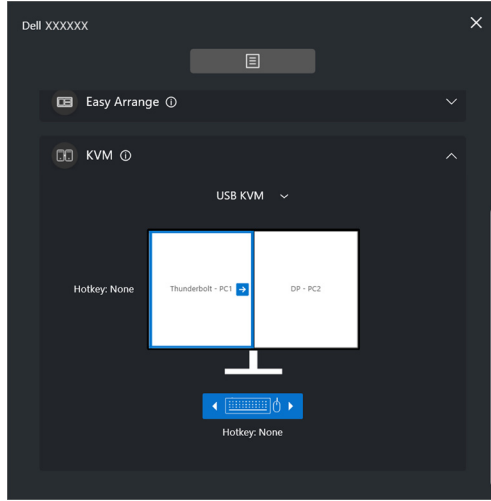 Dell XXXXXX
Easy Arrange
KVM
USB KVM
Hotkey: None
Thunderbolt - PC1
DP - PC2
Hotkey: None